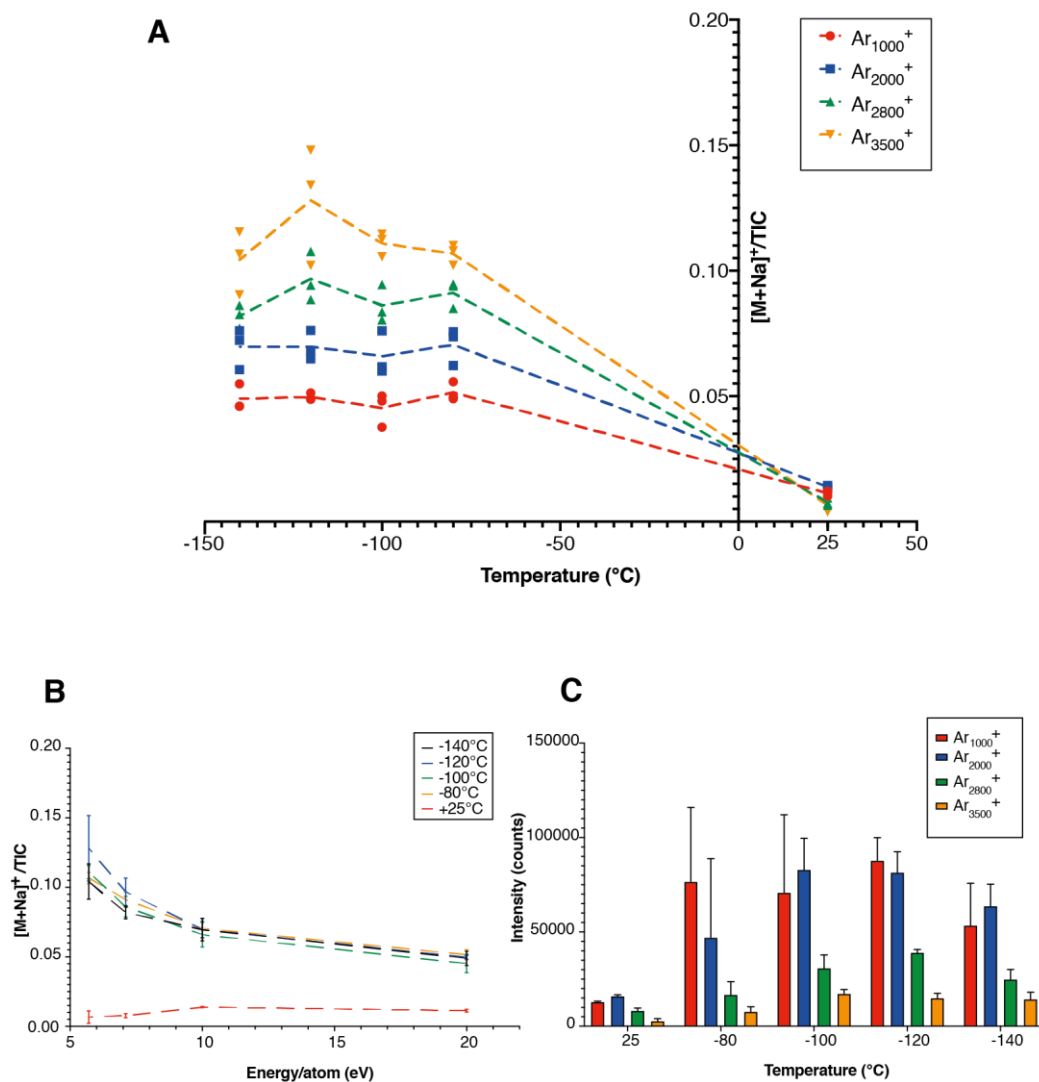 A
0.20
0.15
0.10
0.05
[M+Na]⁺/TIC
-150
-100
-50
0
25
50
Temperature (°C)
Ar₁₀₀₀⁺
Ar₂₀₀₀⁺
Ar₂₈₀₀⁺
Ar₃₅₀₀⁺
B
0.20
0.15
0.10
0.05
0.00
[M+Na]⁺/TIC
5
10
15
20
Energy/atom (eV)
-140°C
-120°C
-100°C
-80°C
+25°C
C
150000
100000
50000
0
Intensity (counts)
25
-80
-100
-120
-140
Temperature (°C)
Ar₁₀₀₀⁺
Ar₂₀₀₀⁺
Ar₂₈₀₀⁺
Ar₃₅₀₀⁺